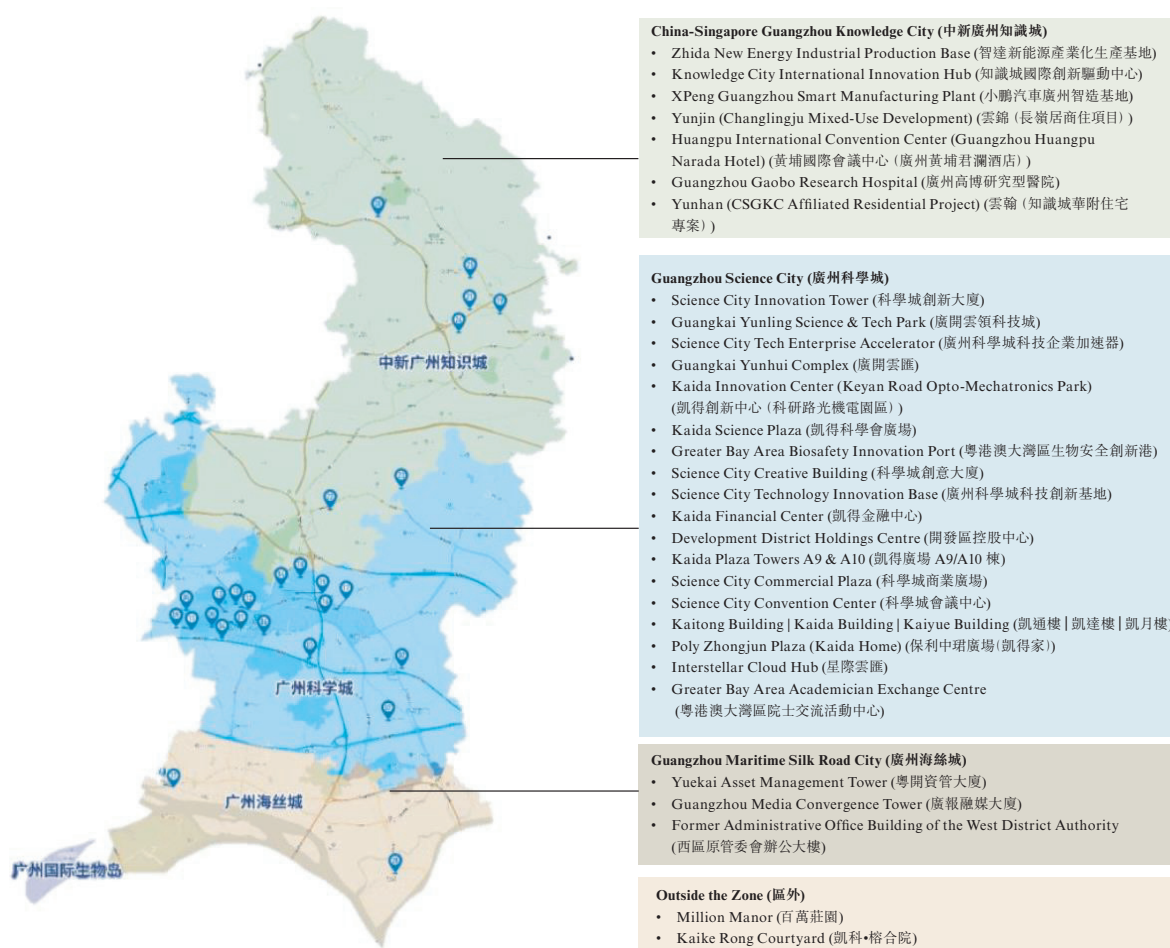 中新广州知识城
广州科学城
广州海丝城
广州国际生物岛
China-Singapore Guangzhou Knowledge City (中新廣州知識城)
• Zhida New Energy Industrial Production Base (智達新能源產業化生產基地)
• Knowledge City International Innovation Hub (知識城國際創新驅動中心)
• XPeng Guangzhou Smart Manufacturing Plant (小鵬汽車廣州智造基地)
• Yunjin (Changlingju Mixed-Use Development) (雲錦（長嶺居商住項目）)
• Huangpu International Convention Center (Guangzhou Huangpu
Narada Hotel) (黃埔國際會議中心（廣州黃埔君瀾酒店）)
• Guangzhou Gaobo Research Hospital (廣州高博研究型醫院)
• Yunhan (CSGKC Affiliated Residential Project) (雲翰（知識城華附住宅
專案）)
Guangzhou Science City (廣州科學城)
• Science City Innovation Tower (科學城創新大廈)
• Guangkai Yunling Science & Tech Park (廣開雲領科技城)
• Science City Tech Enterprise Accelerator (廣州科學城科技企業加速器)
• Guangkai Yunhui Complex (廣開雲匯)
• Kaida Innovation Center (Keyan Road Opto-Mechatronics Park)
(凱得創新中心（科研路光機電園區）)
• Kaida Science Plaza (凱得科學會廣場)
• Greater Bay Area Biosafety Innovation Port (粵港澳大灣區生物安全創新港)
• Science City Creative Building (科學城創意大廈)
• Science City Technology Innovation Base (廣州科學城科技創新基地)
• Kaida Financial Center (凱得金融中心)
• Development District Holdings Centre (開發區控股中心)
• Kaida Plaza Towers A9 & A10 (凱得廣場 A9/A10 棟)
• Science City Commercial Plaza (科學城商業廣場)
• Science City Convention Center (科學城會議中心)
• Kaitong Building | Kaida Building | Kaiyue Building (凱通樓 | 凱達樓 | 凱月樓)
• Poly Zhongjun Plaza (Kaida Home) (保利中珺廣場(凱得家))
• Interstellar Cloud Hub (星際雲匯)
• Greater Bay Area Academician Exchange Centre
(粵港澳大灣區院士交流活動中心)
Guangzhou Maritime Silk Road City (廣州海絲城)
• Yuekai Asset Management Tower (粵開資管大廈)
• Guangzhou Media Convergence Tower (廣報融媒大廈)
• Former Administrative Office Building of the West District Authority
(西區原管委會辦公大樓)
Outside the Zone (區外)
• Million Manor (百萬莊園)
• Kaike Rong Courtyard (凱科•榕合院)